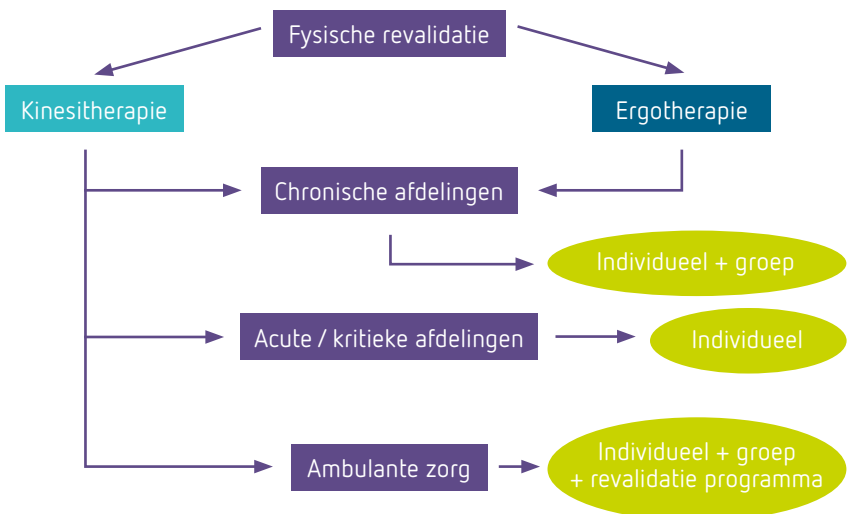 Fysische revalidatie
Kinesitherapie
Ergotherapie
Chronische afdelingen
Individueel + groep
Acute / kritieke afdelingen
Individueel
Ambulante zorg
Individueel + groep
+ revalidatie programma